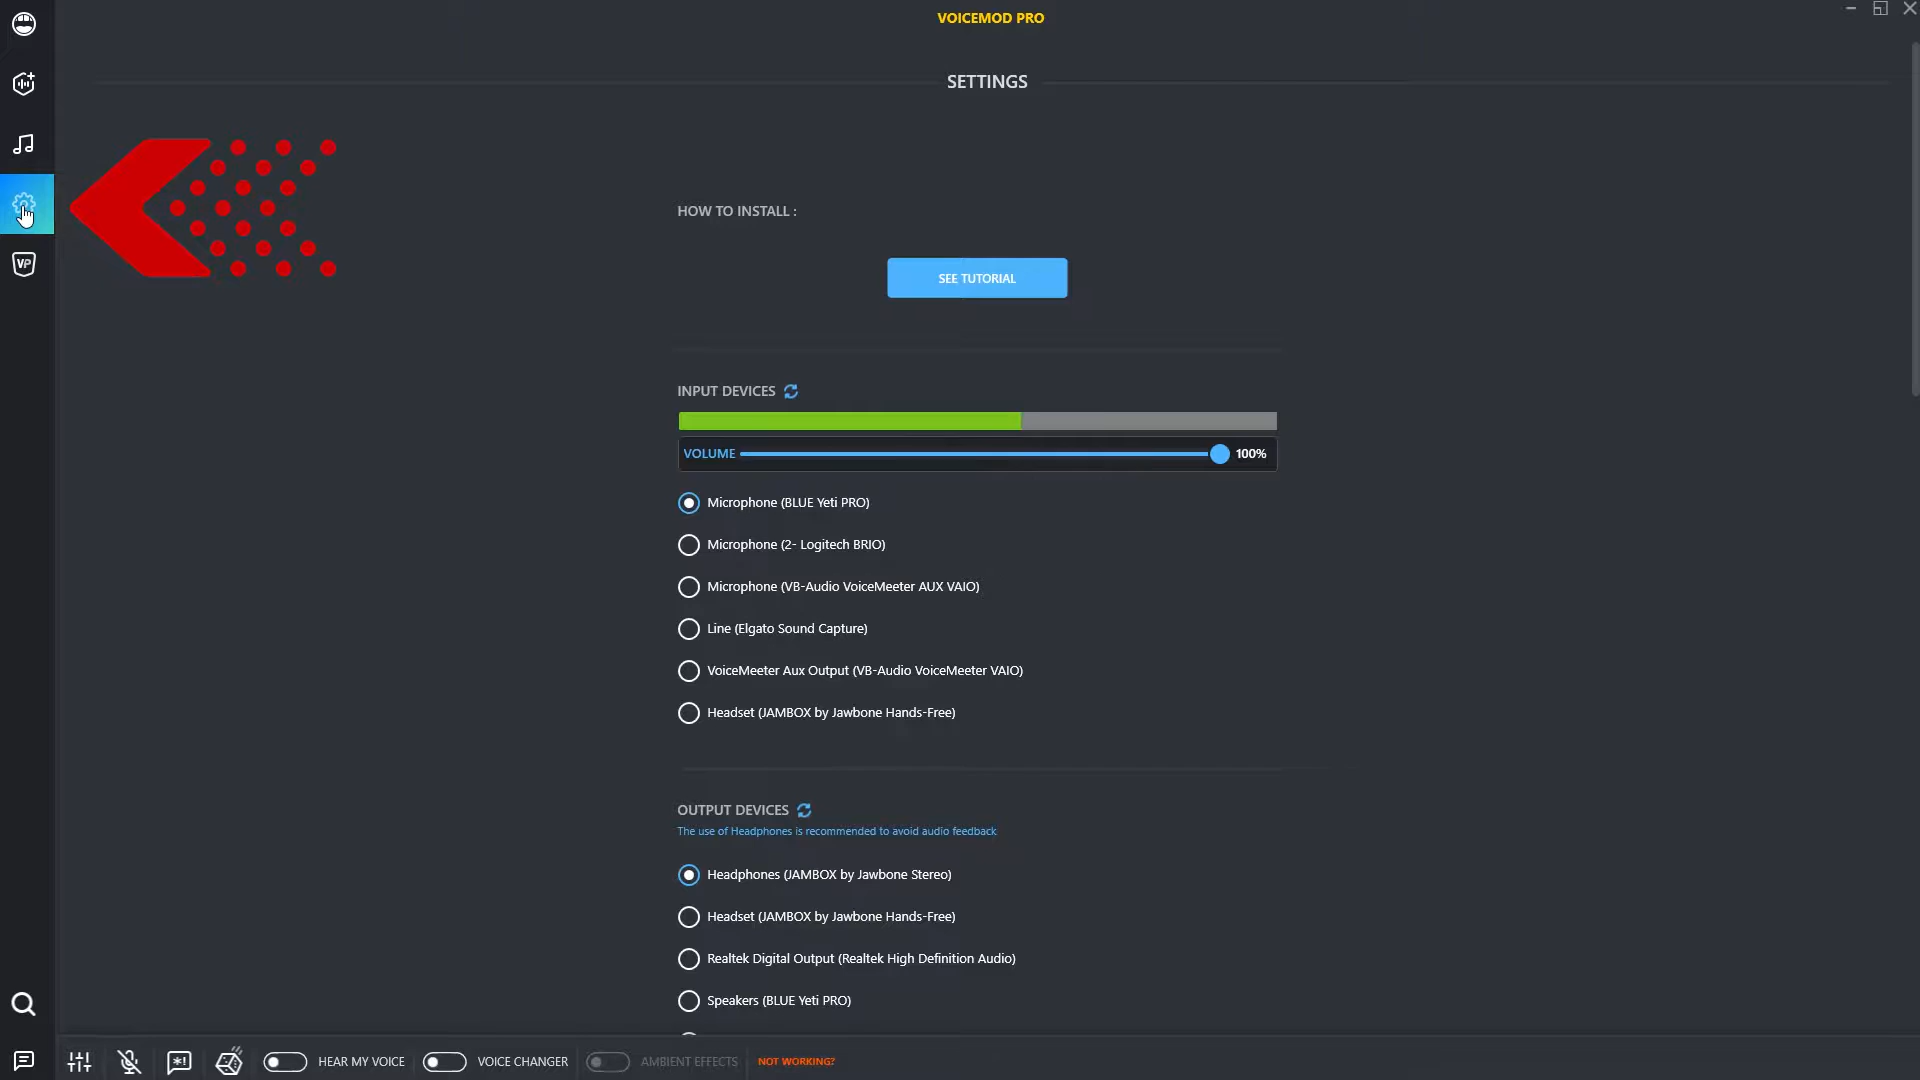 VOICEMOD PRO
SETTINGS
HOW TO INSTALL :
SEE TUTORIAL
INPUT DEVICES
VOLUME 100%
Microphone (BLUE Yeti PRO)
Microphone (2- Logitech BRIO)
Microphone (VB-Audio VoiceMeeter AUX VAIO)
Line (Elgato Sound Capture)
VoiceMeeter Aux Output (VB-Audio VoiceMeeter VAIO)
Headset (JAMBOX by Jawbone Hands-Free)
OUTPUT DEVICES
The use of Headphones is recommended to avoid audio feedback
Headphones (JAMBOX by Jawbone Stereo)
Headset (JAMBOX by Jawbone Hands-Free)
Realtek Digital Output (Realtek High Definition Audio)
Speakers (BLUE Yeti PRO)
VP
*! HEAR MY VOICE VOICE CHANGER AMBIENT EFFECTS NOT WORKING?